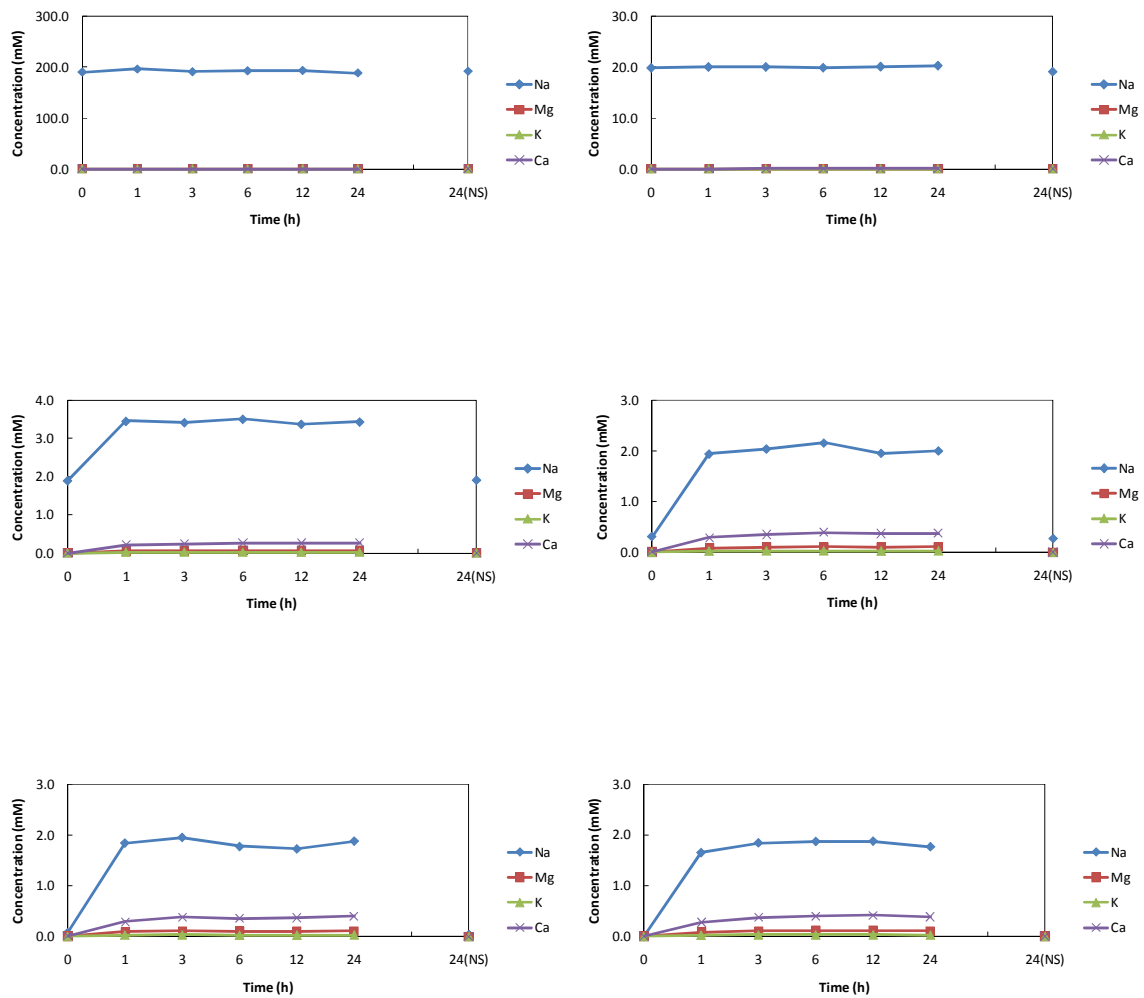 300.0
200.0
100.0
0.0
Concentration (mM)
0 1 3 6 12 24 24(NS)
Time (h)
Na
Mg
K
Ca
30.0
20.0
10.0
0.0
Concentration (mM)
0 1 3 6 12 24 24(NS)
Time (h)
Na
Mg
K
Ca
4.0
3.0
2.0
1.0
0.0
Concentration (mM)
0 1 3 6 12 24 24(NS)
Time (h)
Na
Mg
K
Ca
3.0
2.0
1.0
0.0
Concentration (mM)
0 1 3 6 12 24 24(NS)
Time (h)
Na
Mg
K
Ca
3.0
2.0
1.0
0.0
Concentration (mM)
0 1 3 6 12 24 24(NS)
Time (h)
Na
Mg
K
Ca
3.0
2.0
1.0
0.0
Concentration (mM)
0 1 3 6 12 24 24(NS)
Time (h)
Na
Mg
K
Ca